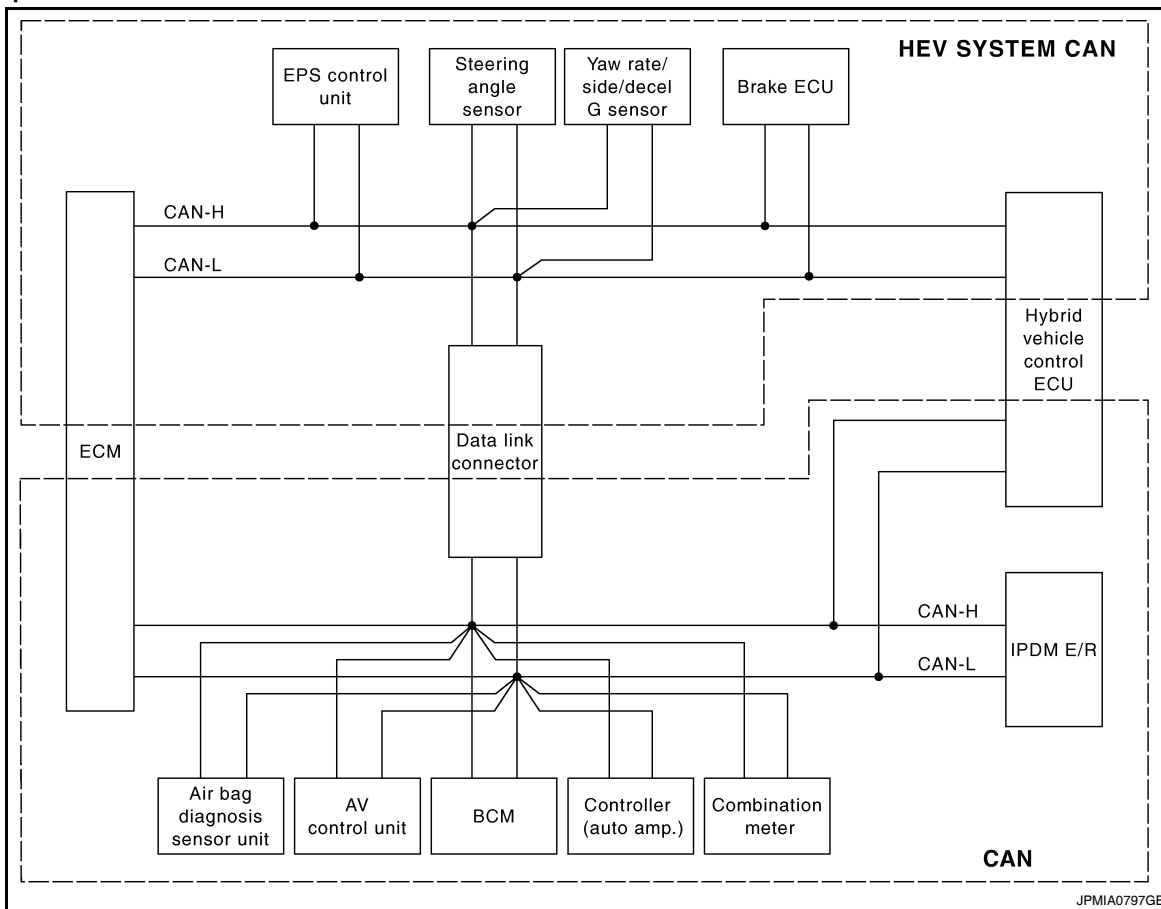 HEV SYSTEM CAN
EPS control
unit
Steering
angle
sensor
Yaw rate/
side/decel
G sensor
Brake ECU
CAN-H
CAN-L
Hybrid
vehicle
control
ECU
ECM
Data link
connector
CAN-H
CAN-L
IPDM E/R
Air bag
diagnosis
sensor unit
AV
control unit
BCM
Controller
(auto amp.)
Combination
meter
CAN
JPMIA0797GB